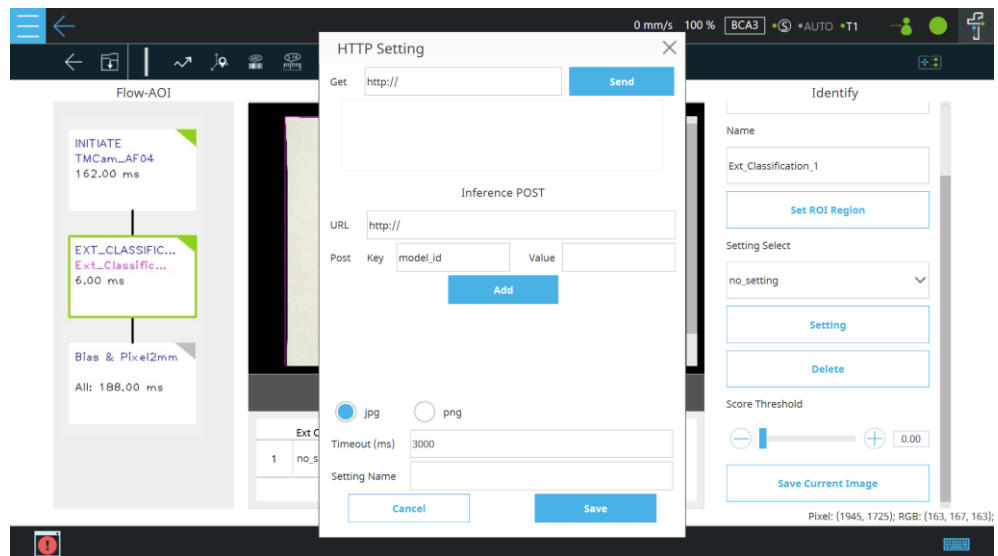 0 mm/s 100 % BCA3 •Ⓢ •AUTO •T1
Flow-AOI
INITIATE
TMCam_AF04
162.00 ms
EXT_CLASSIFIC...
Ext_Classific...
6.00 ms
Bias & Pixel2mm
All: 188.00 ms
1 no_s
HTTP Setting
Get http:// Send
Inference POST
URL http://
Post Key model_id Value
Add
jpg png
Timeout (ms) 3000
Setting Name
Cancel Save
Identify
Name
Ext_Classification_1
Set ROI Region
Setting Select
no_setting
Setting
Delete
Score Threshold
0.00
Save Current Image
Pixel: (1945, 1725); RGB: (163, 167, 163);